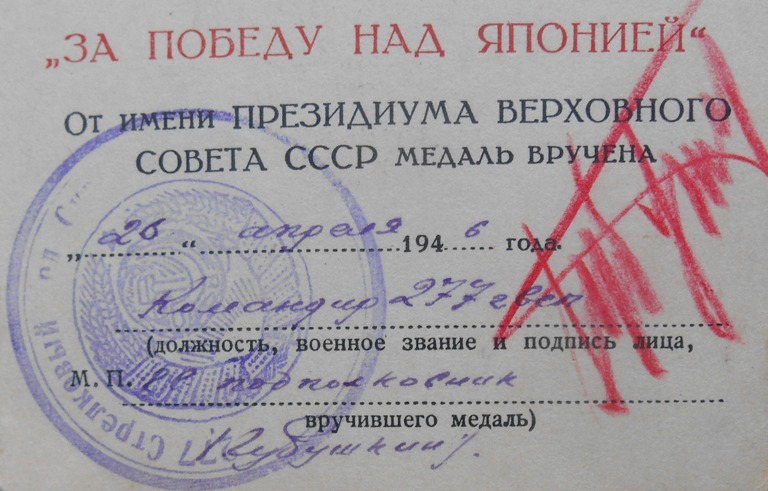 „ЗА ПОБЕДУ НАД ЯПОНИЕЙ“
От имени ПРЕЗИДИУМА ВЕРХОВНОГО
СОВЕТА СССР МЕДАЛЬ ВРУЧЕНА
„26“ апреля 1946 года.
Командир 277
(должность, военное звание и подпись лица,
М. П. подполковник
вручившего медаль)
Стрелковый